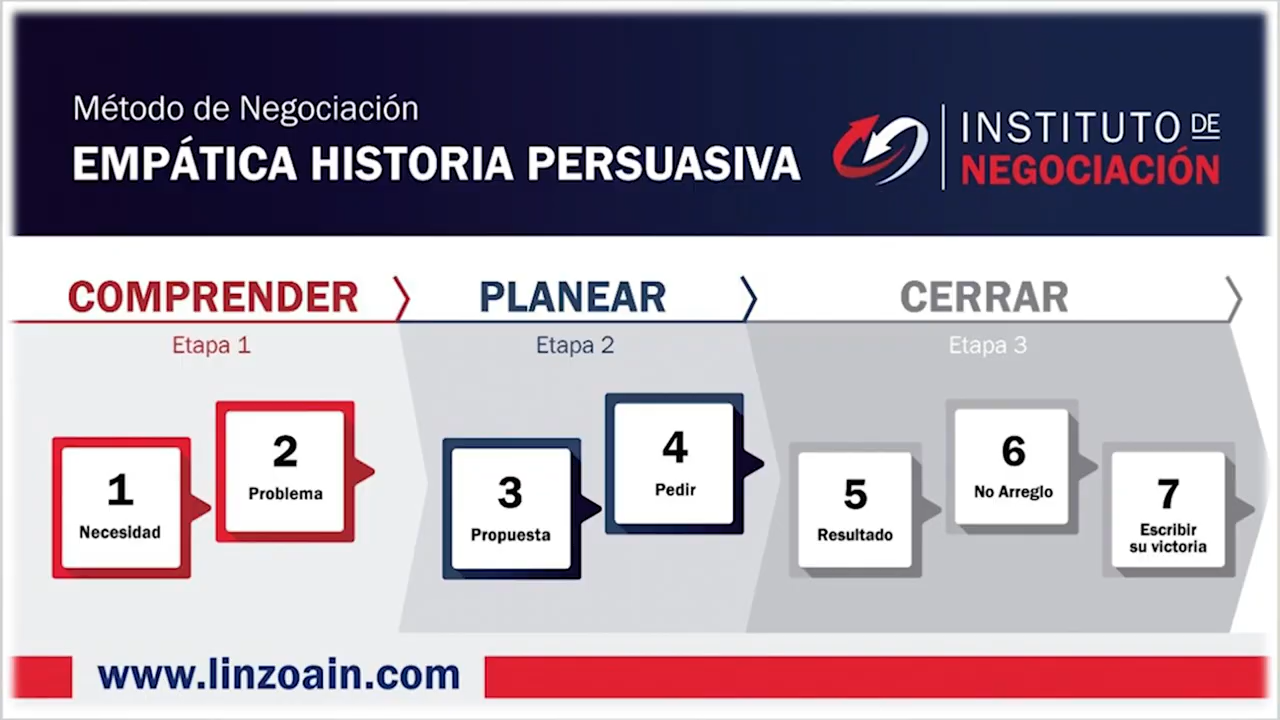 Método de Negociación
EMPÁTICA HISTORIA PERSUASIVA
INSTITUTO DE
NEGOCIACIÓN
COMPRENDER
Etapa 1
PLANEAR
Etapa 2
CERRAR
Etapa 3
1
Necesidad
2
Problema
3
Propuesta
4
Pedir
5
Resultado
6
No Arreglo
7
Escribir
su victoria
www.linzoain.com